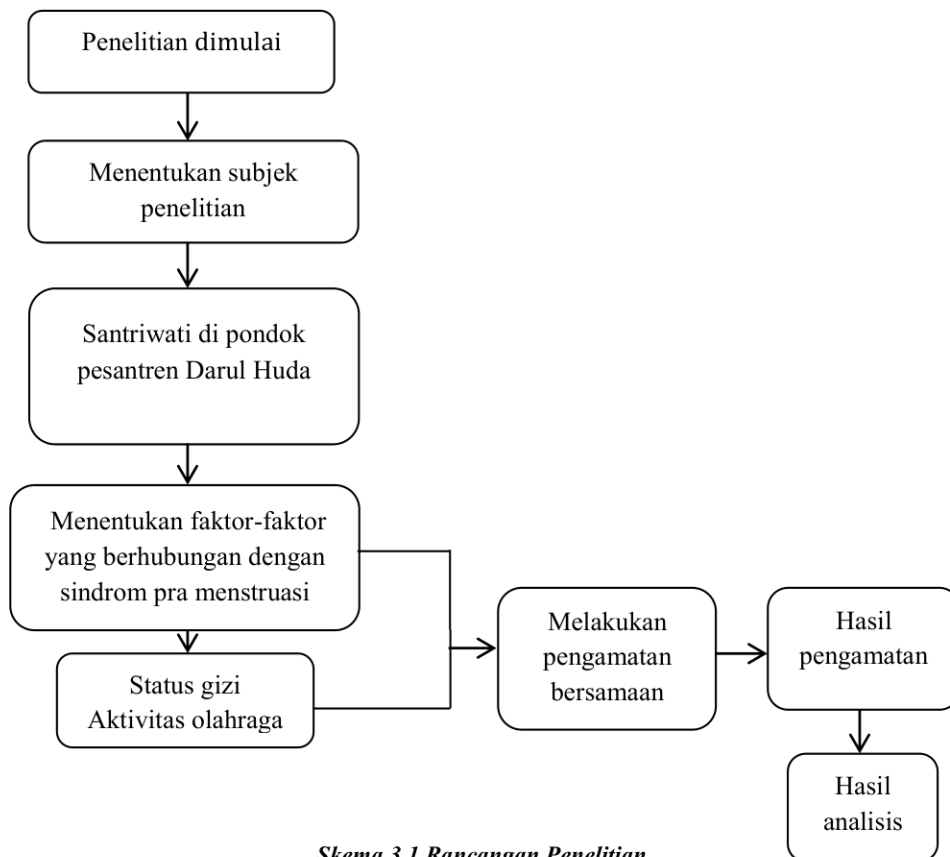 Penelitian dimulai
Menentukan subjek
penelitian
Santriwati di pondok
pesantren Darul Huda
Menentukan faktor-faktor
yang berhubungan dengan
sindrom pra menstruasi
Status gizi
Aktivitas olahraga
Melakukan
pengamatan
bersamaan
Hasil
pengamatan
Hasil
analisis
Skema 3.1 Rancangan Penelitian